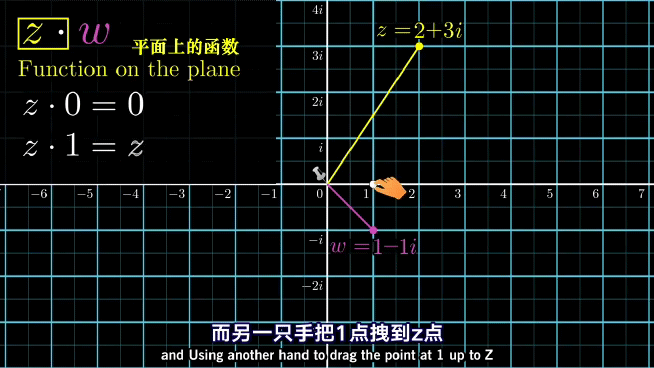 z · w
平面上的函数
Function on the plane
z · 0 = 0
z · 1 = z
4i
3i
2i
i
−i
−2i
−6 −5 −4 −3 −2 −1 0 1 2 3 4 5 6 7
z = 2+3i
w = 1−1i
而另一只手把1点拽到z点
and Using another hand to drag the point at 1 up to Z